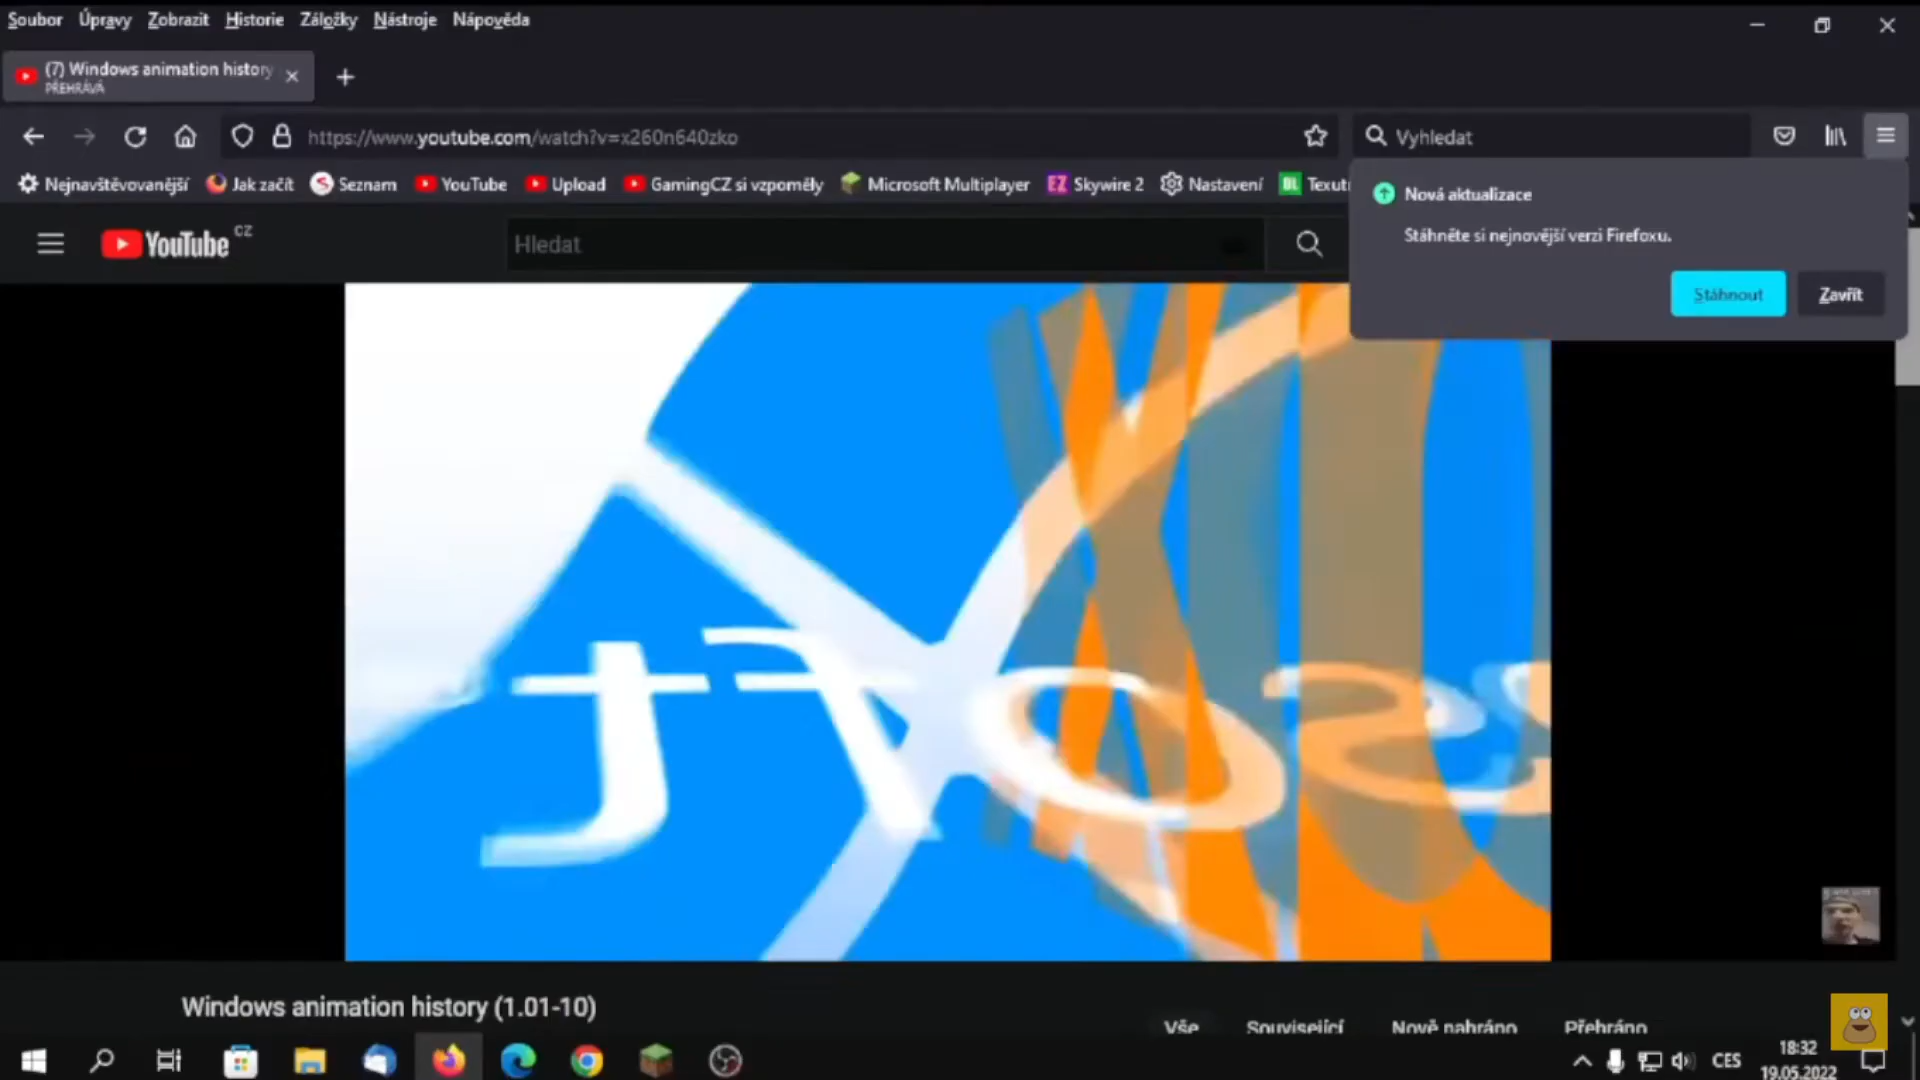 Soubor Úpravy Zobrazit Historie Záložky Nástroje Nápověda
(7) Windows animation history
PŘEHRÁVÁ
https://www.youtube.com/watch?v=x260n640zko
Vyhledat
Nejnavštěvovanější Jak začít Seznam YouTube Upload GamingCZ si vzpoměly Microsoft Multiplayer EZ Skywire 2 Nastavení Texut
Nová aktualizace
Stáhněte si nejnovější verzi Firefoxu.
Stáhnout Zavřít
YouTube CZ
Hledat
Windows animation history (1.01-10)
Vše Související Nově nahráno Přehráno
CES
18:32
19.05.2022